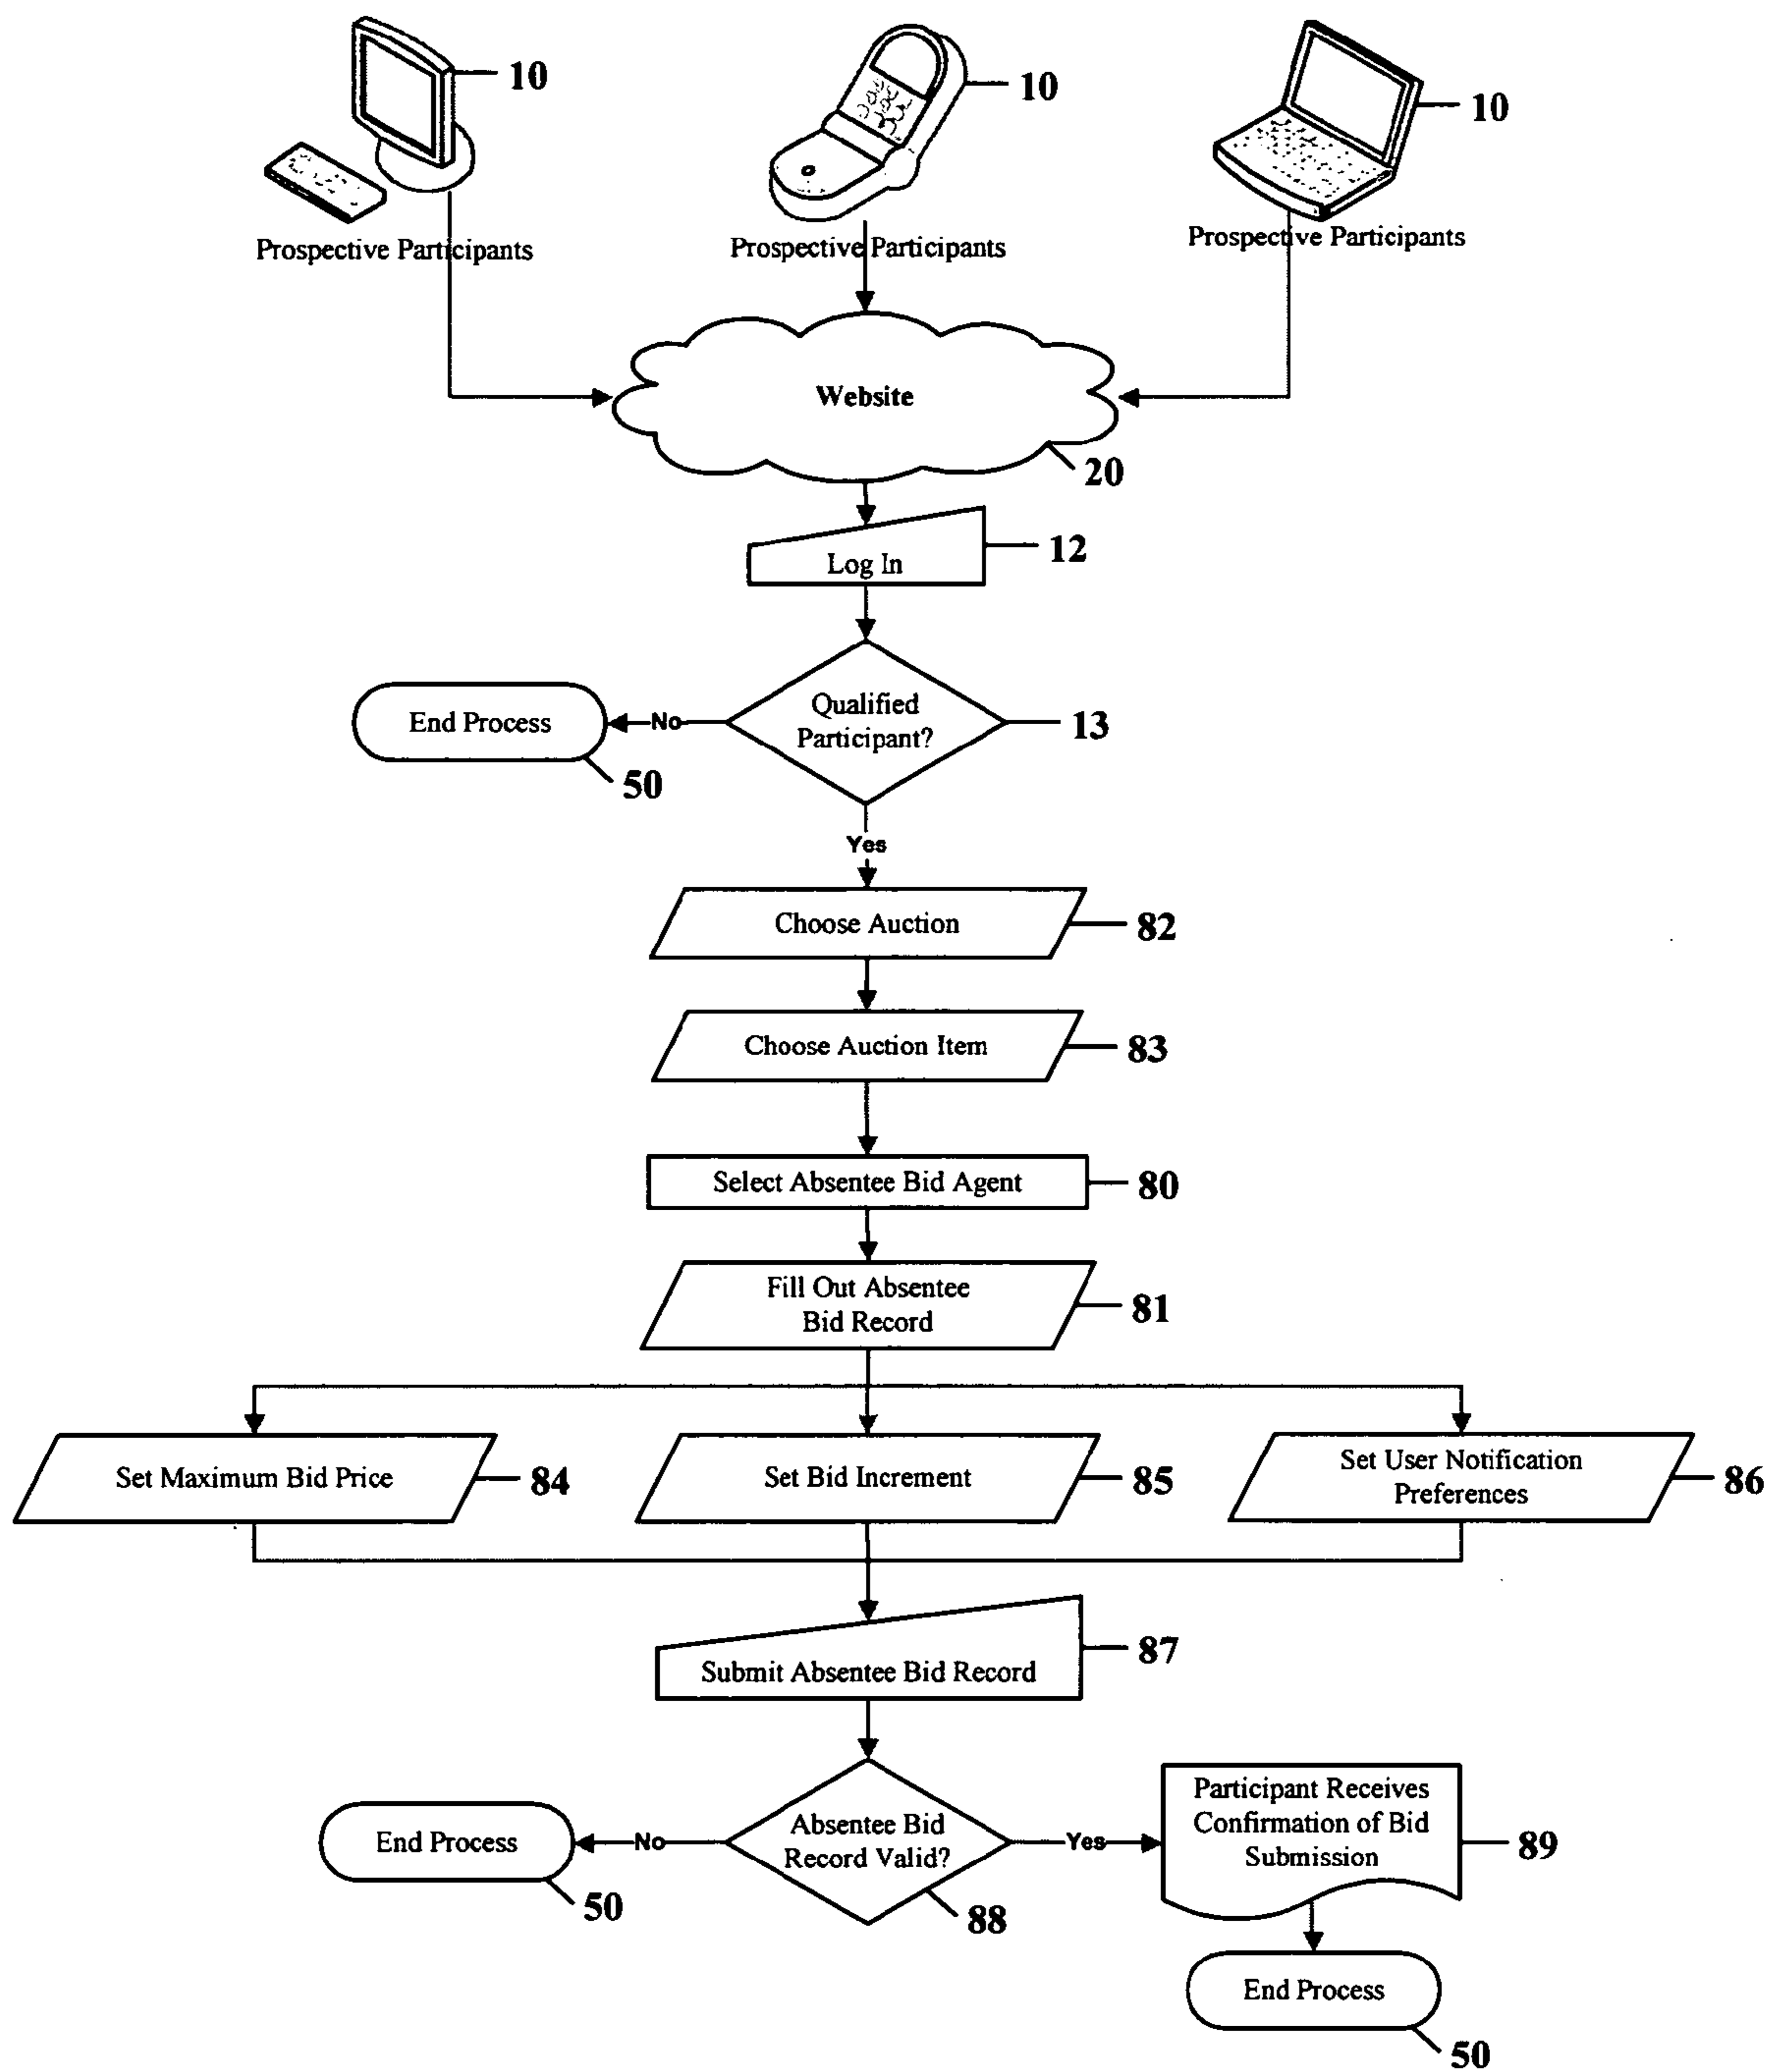 10
10
10
Prospective Participants
Prospective Participants
Prospective Participants
Website
20
Log In
12
Qualified
Participant?
13
No
End Process
50
Yes
Choose Auction
82
Choose Auction Item
83
Select Absentee Bid Agent
80
Fill Out Absentee
Bid Record
81
Set Maximum Bid Price
84
Set Bid Increment
85
Set User Notification
Preferences
86
Submit Absentee Bid Record
87
Absentee Bid
Record Valid?
88
No
End Process
50
Yes
Participant Receives
Confirmation of Bid
Submission
89
End Process
50